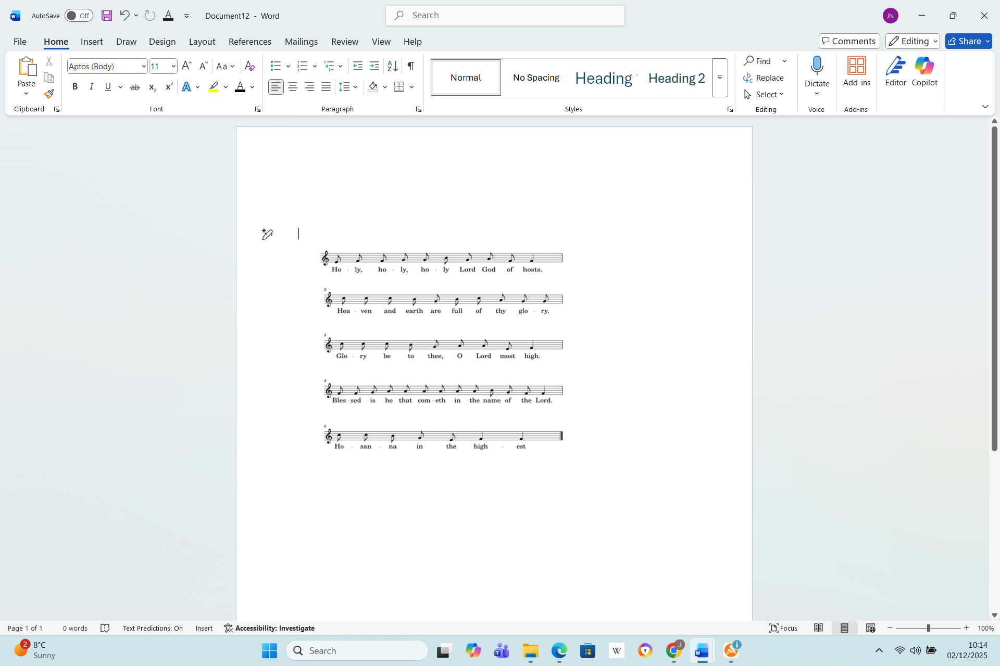 AutoSave Off Document12 - Word Search JN
File Home Insert Draw Design Layout References Mailings Review View Help Comments Editing Share
Paste Aptos (Body) 11 Aa Normal No Spacing Heading Heading 2 Find Replace Select Dictate Add-ins Editor Copilot
Clipboard Font Paragraph Styles Editing Voice Add-ins
Ho - ly, ho - ly, ho - ly Lord God of hosts.
2
Hea - ven and earth are full of thy glo - ry.
3
Glo - ry be to thee, O Lord most high.
4
Bles - sed is he that com - eth in the name of the Lord.
5
Ho - san - na in the high - est
Page 1 of 1 0 words Text Predictions: On Insert Accessibility: Investigate Focus 100%
2 8°C Search W J 10:14
Sunny 02/12/2025